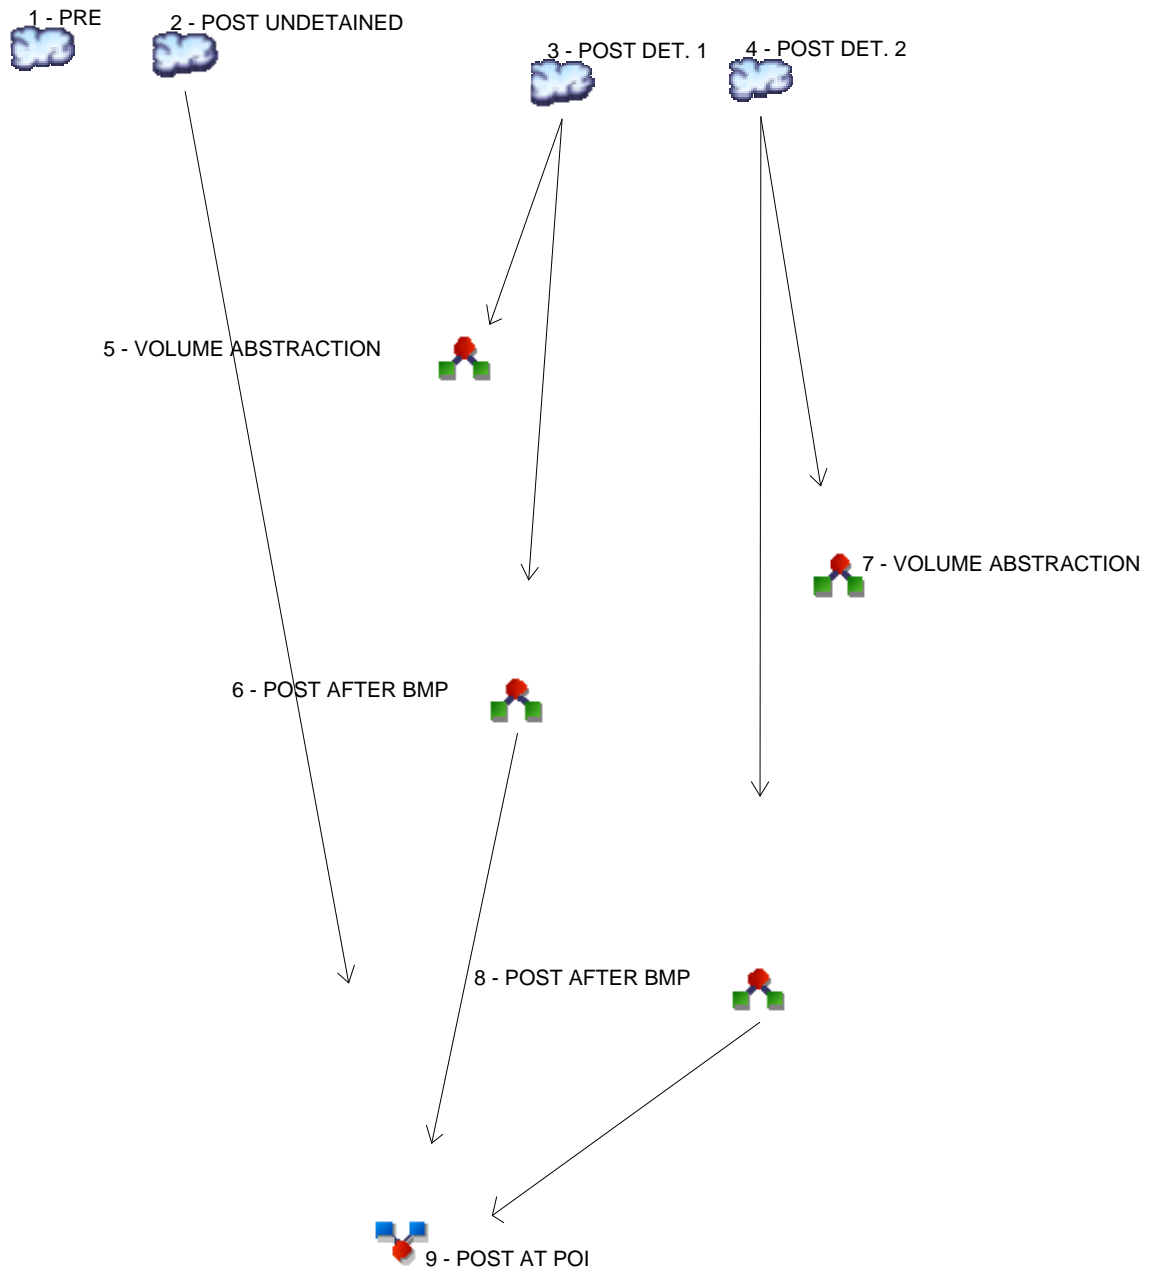 1 - PRE
2 - POST UNDETAINED
3 - POST DET. 1
4 - POST DET. 2
5 - VOLUME ABSTRACTION
7 - VOLUME ABSTRACTION
6 - POST AFTER BMP
8 - POST AFTER BMP
9 - POST AT POI